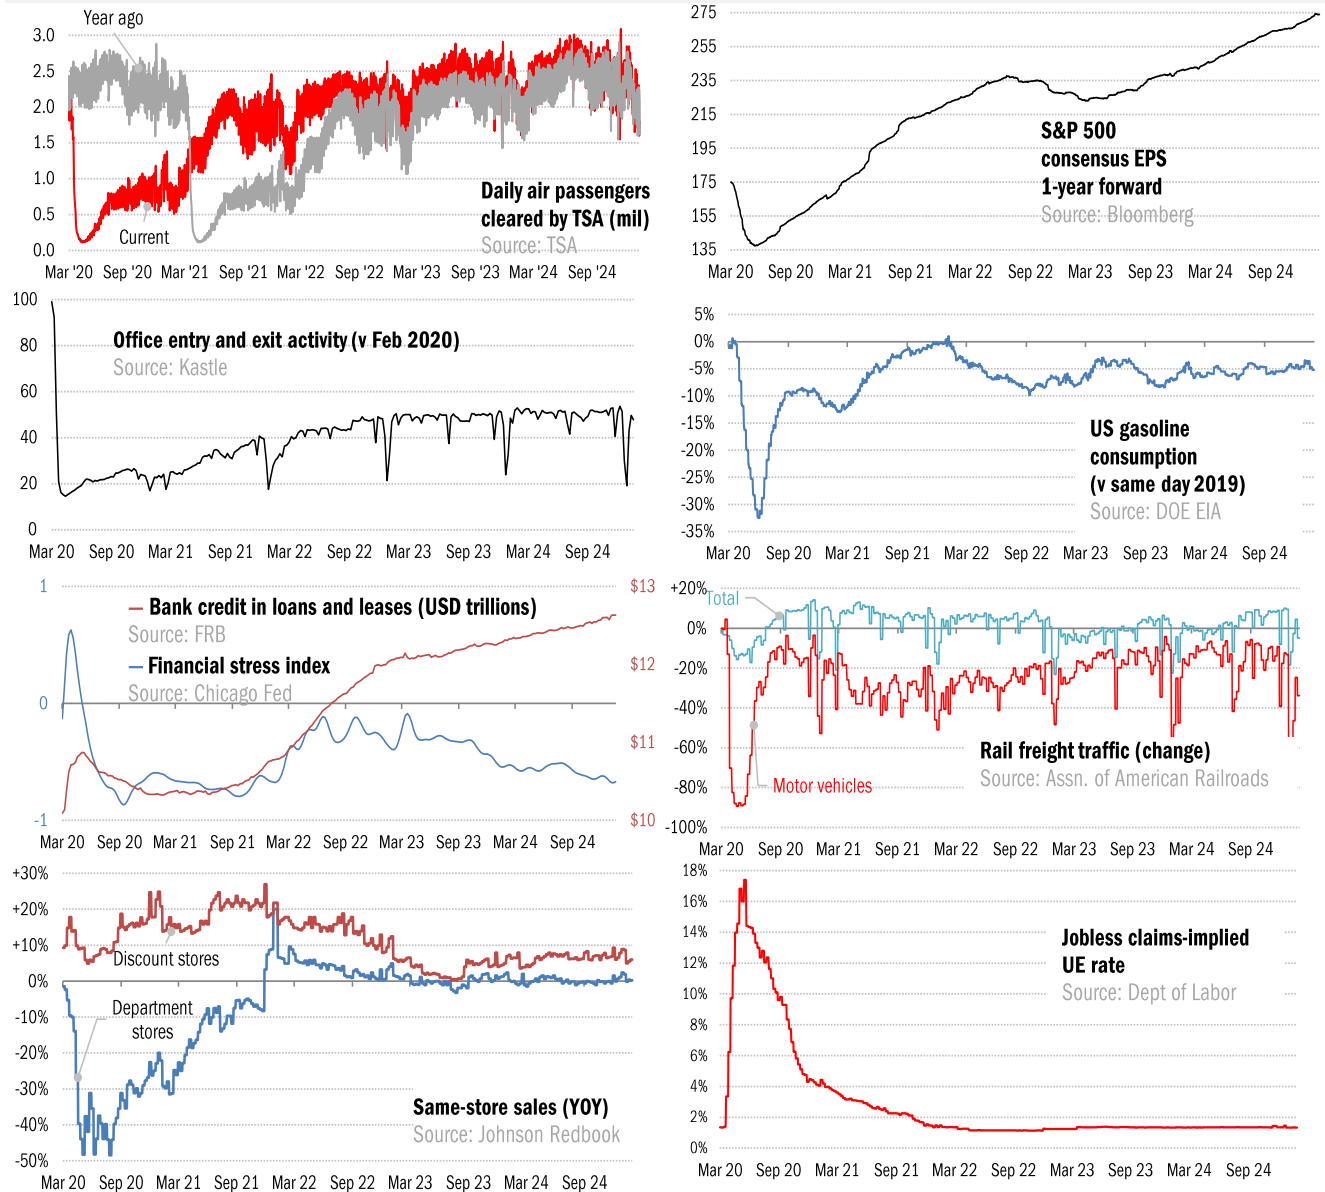 Year ago
3.0
2.5
2.0
1.5
1.0
0.5
0.0
Current
Daily air passengers
cleared by TSA (mil)
Source: TSA
Mar '20 Sep '20 Mar '21 Sep '21 Mar '22 Sep '22 Mar '23 Sep '23 Mar '24 Sep '24
275
255
235
215
195
175
155
135
S&P 500
consensus EPS
1-year forward
Source: Bloomberg
Mar 20 Sep 20 Mar 21 Sep 21 Mar 22 Sep 22 Mar 23 Sep 23 Mar 24 Sep 24
100
80
60
40
20
0
Office entry and exit activity (v Feb 2020)
Source: Kastle
Mar 20 Sep 20 Mar 21 Sep 21 Mar 22 Sep 22 Mar 23 Sep 23 Mar 24 Sep 24
5%
0%
-5%
-10%
-15%
-20%
-25%
-30%
-35%
US gasoline
consumption
(v same day 2019)
Source: DOE EIA
Mar 20 Sep 20 Mar 21 Sep 21 Mar 22 Sep 22 Mar 23 Sep 23 Mar 24 Sep 24
1
0
-1
Bank credit in loans and leases (USD trillions)
Source: FRB
Financial stress index
Source: Chicago Fed
$13
$12
$11
$10
Mar 20 Sep 20 Mar 21 Sep 21 Mar 22 Sep 22 Mar 23 Sep 23 Mar 24 Sep 24
+20%
0%
-20%
-40%
-60%
-80%
-100%
Total
Motor vehicles
Rail freight traffic (change)
Source: Assn. of American Railroads
Mar 20 Sep 20 Mar 21 Sep 21 Mar 22 Sep 22 Mar 23 Sep 23 Mar 24 Sep 24
+30%
+20%
+10%
0%
-10%
-20%
-30%
-40%
-50%
Discount stores
Department
stores
Same-store sales (YOY)
Source: Johnson Redbook
Mar 20 Sep 20 Mar 21 Sep 21 Mar 22 Sep 22 Mar 23 Sep 23 Mar 24 Sep 24
18%
16%
14%
12%
10%
8%
6%
4%
2%
0%
Jobless claims-implied
UE rate
Source: Dept of Labor
Mar 20 Sep 20 Mar 21 Sep 21 Mar 22 Sep 22 Mar 23 Sep 23 Mar 24 Sep 24